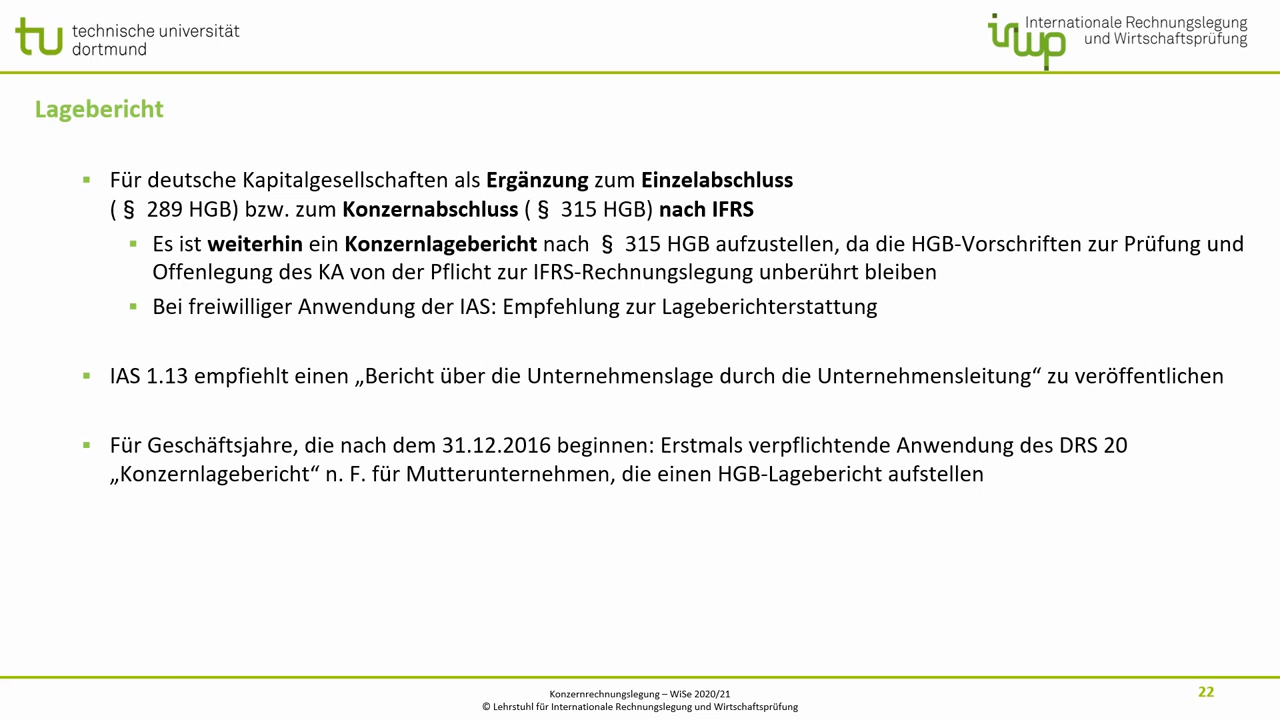 technische universität
dortmund
Internationale Rechnungslegung
und Wirtschaftsprüfung
Lagebericht
▪ Für deutsche Kapitalgesellschaften als Ergänzung zum Einzelabschluss
( § 289 HGB) bzw. zum Konzernabschluss ( § 315 HGB) nach IFRS
▪ Es ist weiterhin ein Konzernlagebericht nach § 315 HGB aufzustellen, da die HGB-Vorschriften zur Prüfung und
Offenlegung des KA von der Pflicht zur IFRS-Rechnungslegung unberührt bleiben
▪ Bei freiwilliger Anwendung der IAS: Empfehlung zur Lageberichterstattung
▪ IAS 1.13 empfiehlt einen „Bericht über die Unternehmenslage durch die Unternehmensleitung“ zu veröffentlichen
▪ Für Geschäftsjahre, die nach dem 31.12.2016 beginnen: Erstmals verpflichtende Anwendung des DRS 20
„Konzernlagebericht“ n. F. für Mutterunternehmen, die einen HGB-Lagebericht aufstellen
Konzernrechnungslegung – WiSe 2020/21
© Lehrstuhl für Internationale Rechnungslegung und Wirtschaftsprüfung
22